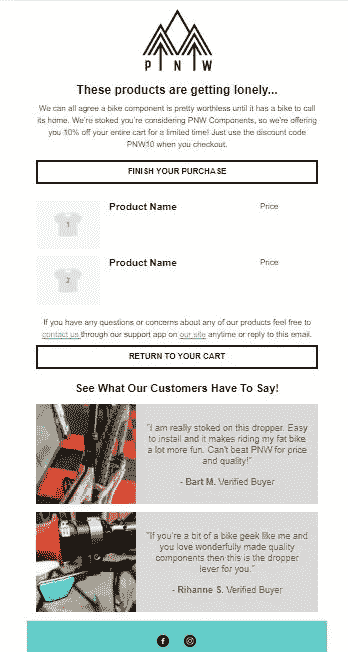 PNW
These products are getting lonely...
We can all agree a bike component is pretty worthless until it has a bike to call
its home. We're stoked you're considering PNW Components, so we're offering
you 10% off your entire cart for a limited time! Just use the discount code
PNW10 when you checkout.
FINISH YOUR PURCHASE
Product Name
Price
1
Product Name
Price
2
If you have any questions or concerns about any of our products feel free to
contact us through our support app on our site anytime or reply to this email.
RETURN TO YOUR CART
See What Our Customers Have To Say!
"I am really stoked on this dropper. Easy
to install and it makes riding my fat bike
a lot more fun. Can't beat PNW for price
and quality!"
- Bart M. Verified Buyer
"If you're a bit of a bike geek like me and
you love wonderfully made quality
components then this is the dropper
lever for you."
- Rihanne S. Verified Buyer